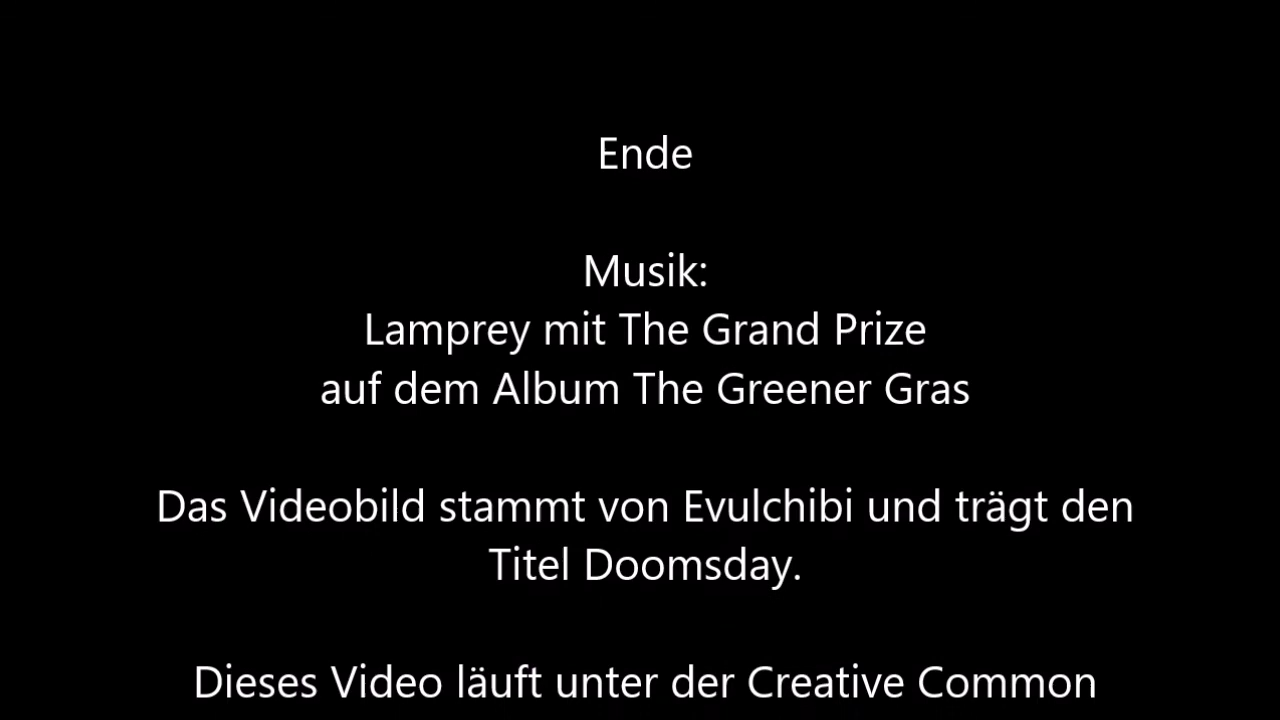 Ende
Musik:
Lamprey mit The Grand Prize
auf dem Album The Greener Gras
Das Videobild stammt von Evulchibi und trägt den
Titel Doomsday.
Dieses Video läuft unter der Creative Common